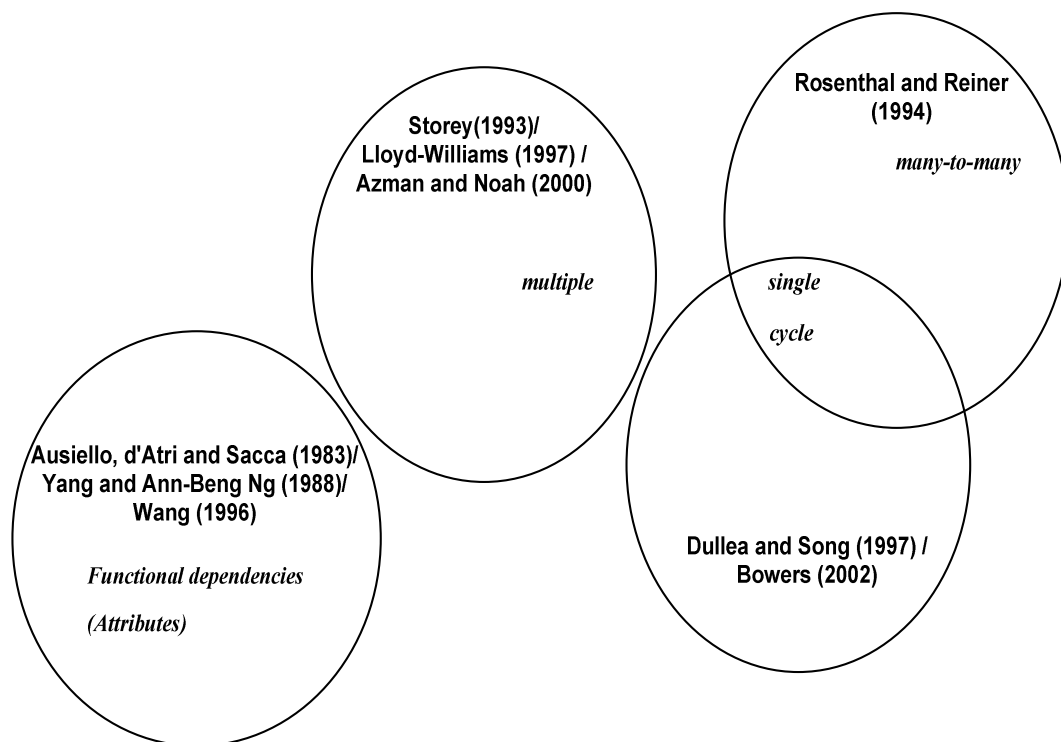 Rosenthal and Reiner
(1994)
many-to-many
Storey(1993)/
Lloyd-Williams (1997) /
Azman and Noah (2000)
multiple
single
cycle
Ausiello, d'Atri and Sacca (1983)/
Yang and Ann-Beng Ng (1988)/
Wang (1996)
Functional dependencies
(Attributes)
Dullea and Song (1997) /
Bowers (2002)